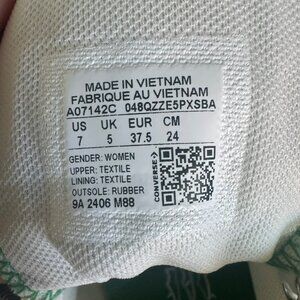 MADE IN VIETNAM
FABRIQUE AU VIETNAM
A07142C 048QZZE5PXSBA
US UK EUR CM
7 5 37.5 24
GENDER: WOMEN
UPPER: TEXTILE
LINING: TEXTILE
OUTSOLE: RUBBER
9A 2406 M88
CONVERSE